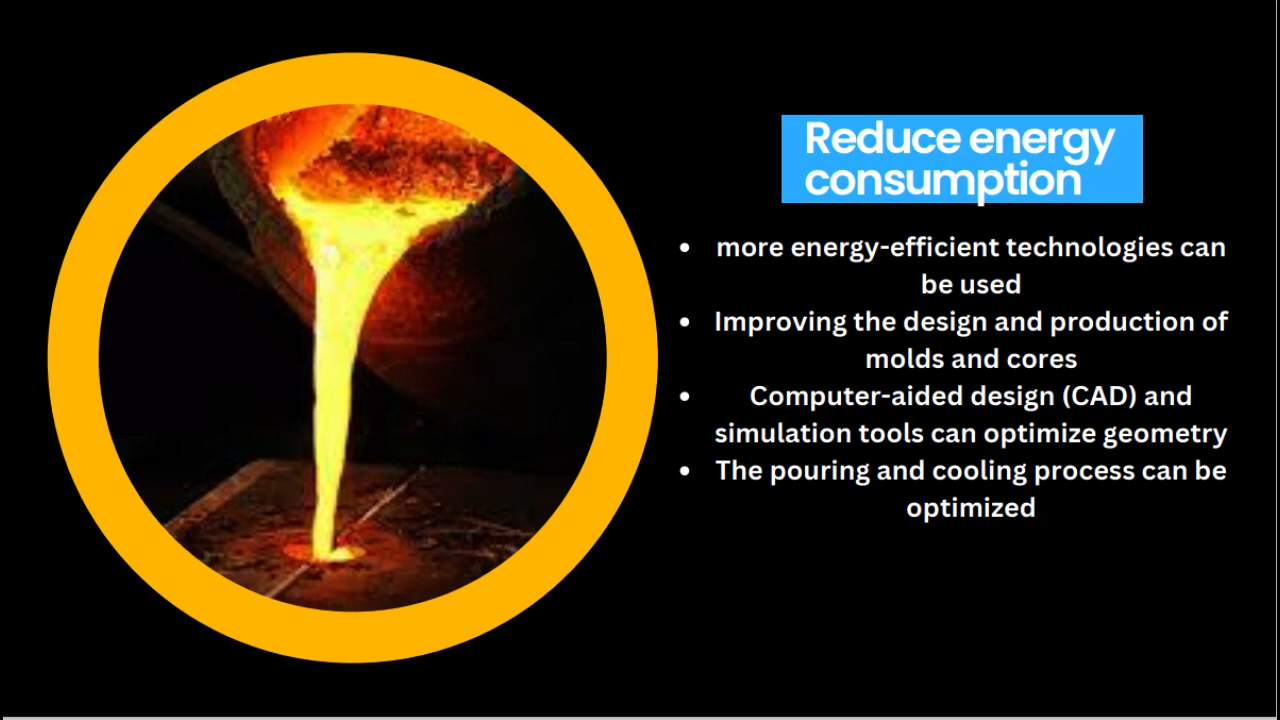 Reduce energy
consumption
• more energy-efficient technologies can
be used
• Improving the design and production of
molds and cores
• Computer-aided design (CAD) and
simulation tools can optimize geometry
• The pouring and cooling process can be
optimized